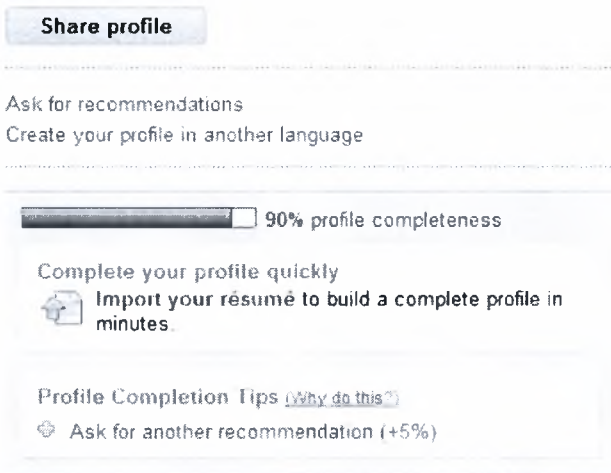 Share profile
Ask for recommendations
Create your profile in another language
90% profile completeness
Complete your profile quickly
Import your résumé to build a complete profile in
minutes.
Profile Completion Tips (Why do this?)
Ask for another recommendation (+5%)